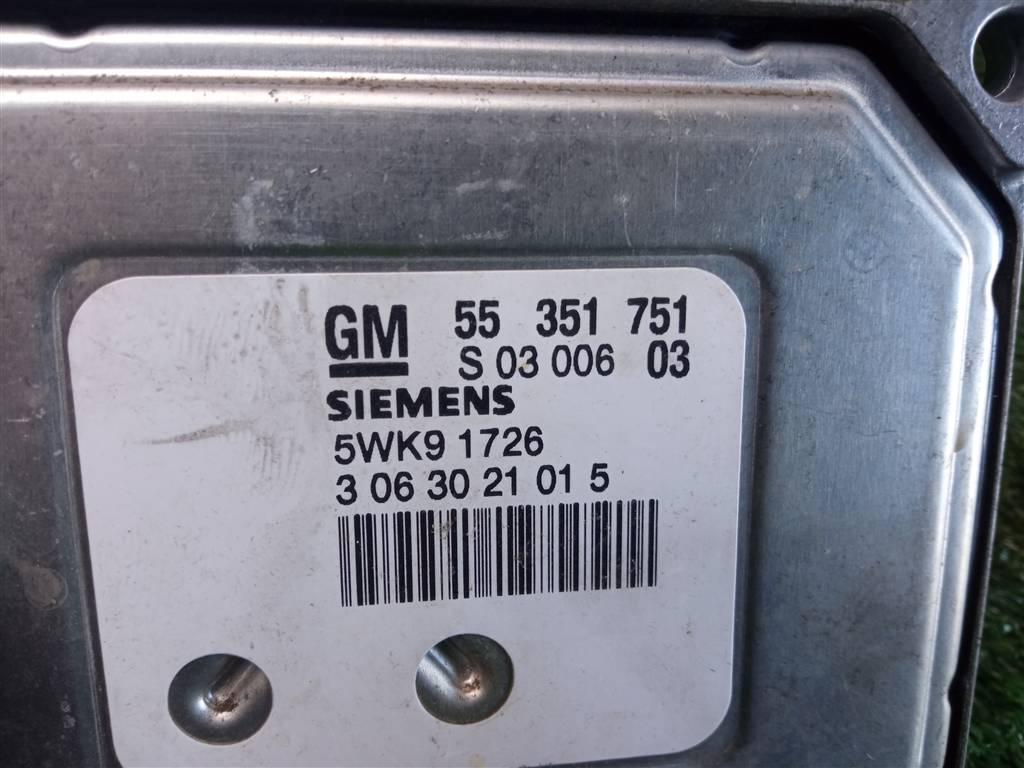 GM 55 351 751
S 03 006 03
SIEMENS
5WK9 1726
3 06 30 21 01 5